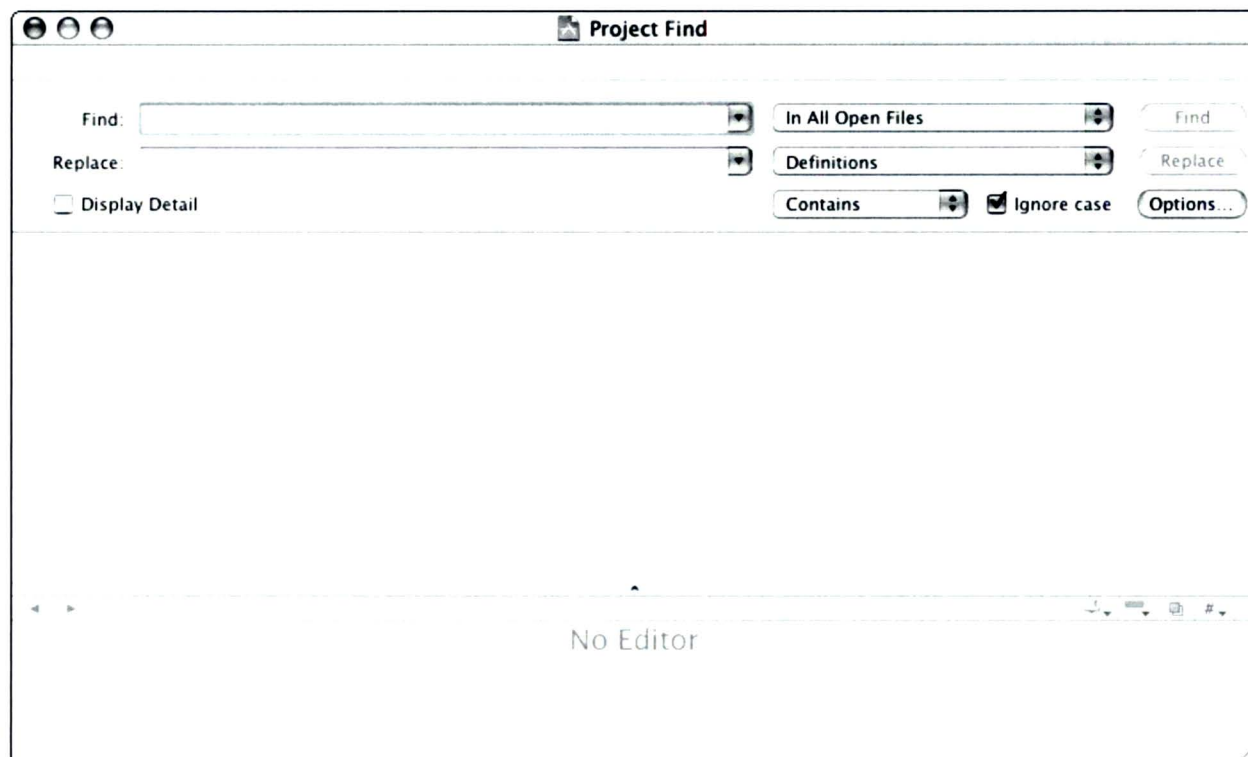 Project Find
Find: In All Open Files Find
Replace: Definitions Replace
Display Detail Contains Ignore case Options...
#
No Editor